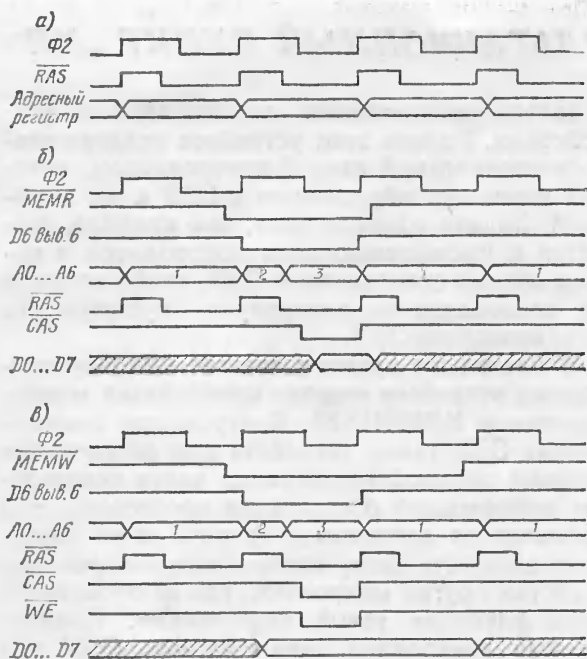 а)
Ф2
RAS
Адресный
регистр
б)
Ф2
MEMR
D6 выв.6
A0...A6 1 2 3 1 1
RAS
CAS
D0...D7
в)
Ф2
MEMW
D6 выв.6
A0...A6 1 2 3 1 1
RAS
CAS
WE
D0...D7